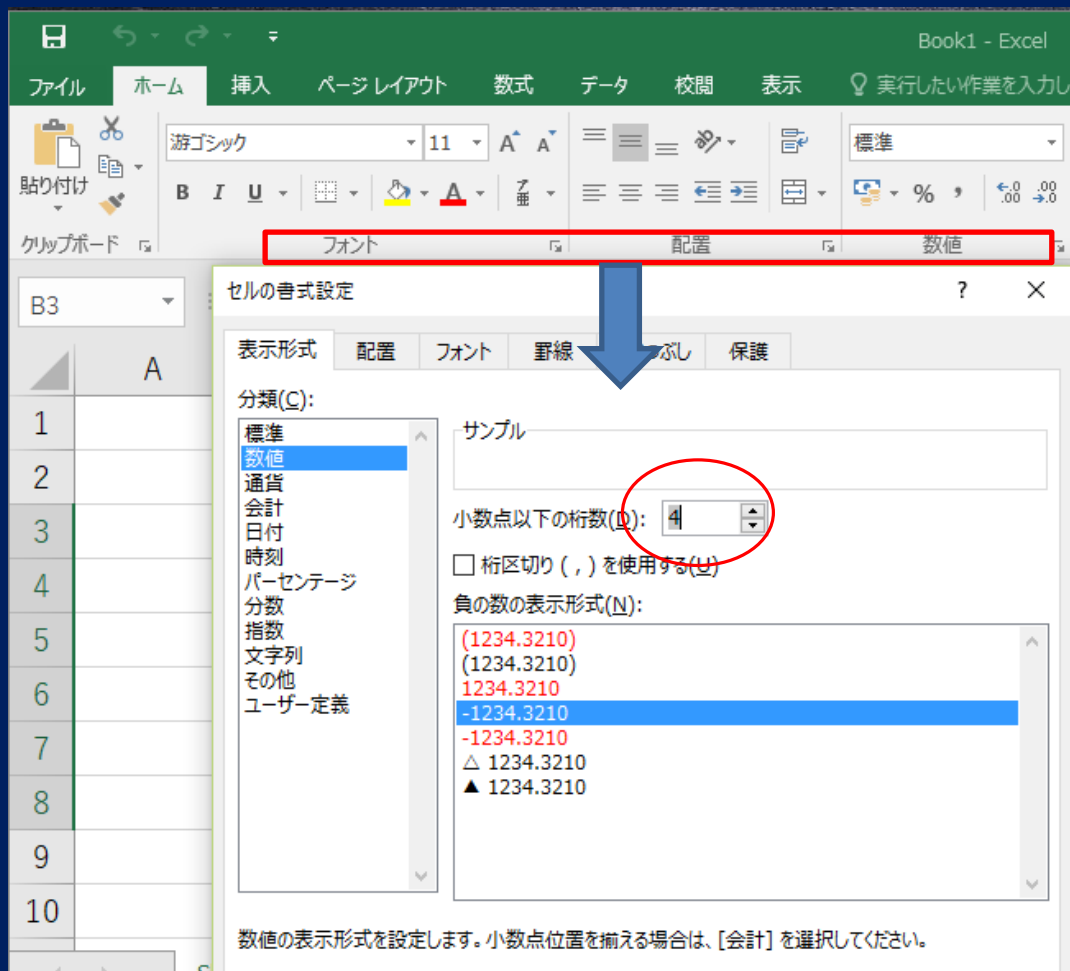 Book1 - Excel
ファイル ホーム 挿入 ページ レイアウト 数式 データ 校閲 表示 実行したい作業を入力し
游ゴシック 11 A A 標準
貼り付け B I U A ア亜 % , .0 .00 .00 .0
クリップボード フォント 配置 数値
B3 セルの書式設定 ? ×
表示形式 配置 フォント 罫線 ぶし 保護
A
分類(C):
標準
数値
通貨
会計
日付
時刻
パーセンテージ
分数
指数
文字列
その他
ユーザー定義
サンプル
小数点以下の桁数(D): 4
桁区切り ( , ) を使用する(U)
負の数の表示形式(N):
(1234.3210)
(1234.3210)
1234.3210
-1234.3210
-1234.3210
△ 1234.3210
▲ 1234.3210
1
2
3
4
5
6
7
8
9
10
数値の表示形式を設定します。小数点位置を揃える場合は、[会計] を選択してください。